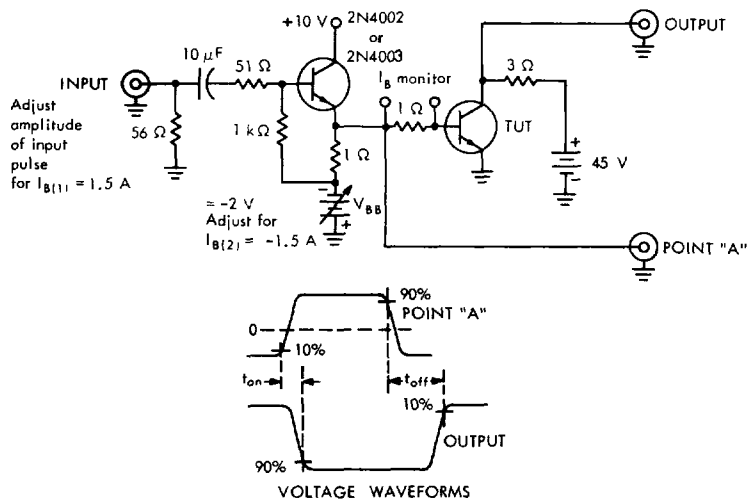 +10 V
2N4002
or
2N4003
10 μF
51 Ω
INPUT
Adjust
amplitude
of input
pulse
for I_B(1) = 1.5 A
56 Ω
1 kΩ
1 Ω
= -2 V
Adjust for
I_B(2) = -1.5 A
V_BB
I_B monitor
1 Ω
TUT
3 Ω
45 V
OUTPUT
POINT "A"
90%
POINT "A"
0
10%
t_on
t_off
10%
OUTPUT
90%
VOLTAGE WAVEFORMS